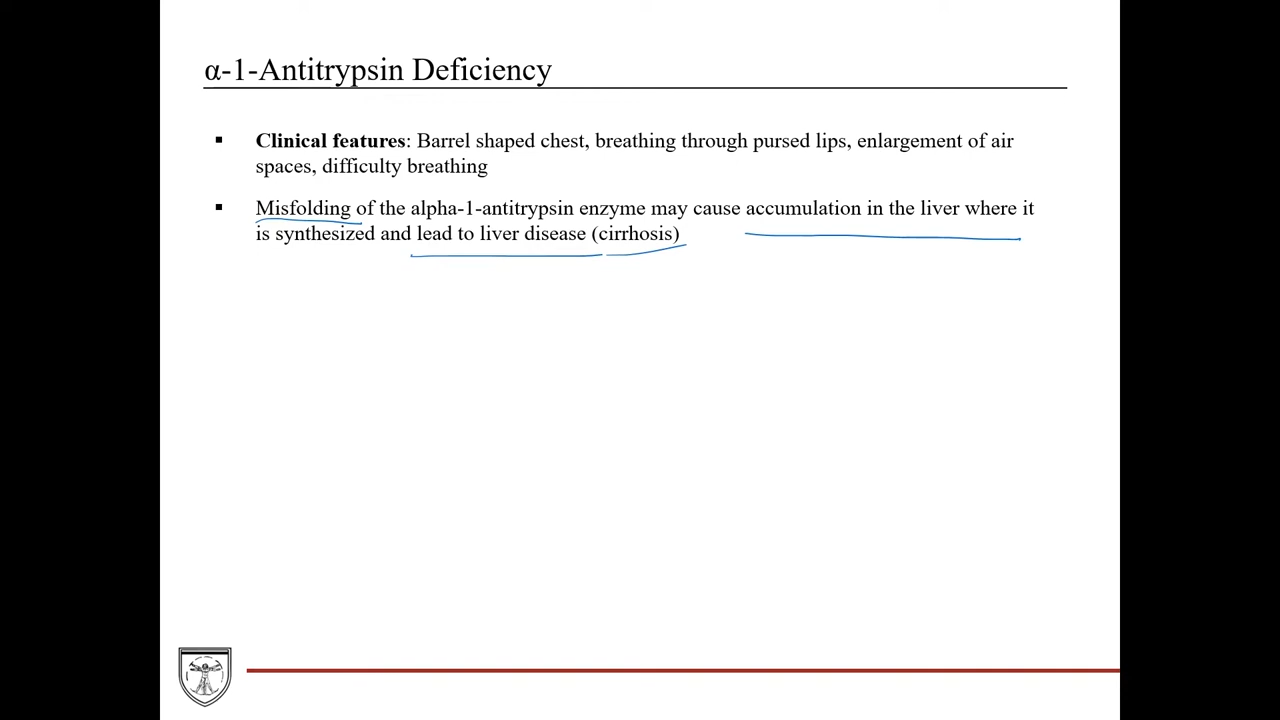 α-1-Antitrypsin Deficiency
▪ Clinical features: Barrel shaped chest, breathing through pursed lips, enlargement of air
spaces, difficulty breathing
▪ Misfolding of the alpha-1-antitrypsin enzyme may cause accumulation in the liver where it
is synthesized and lead to liver disease (cirrhosis)